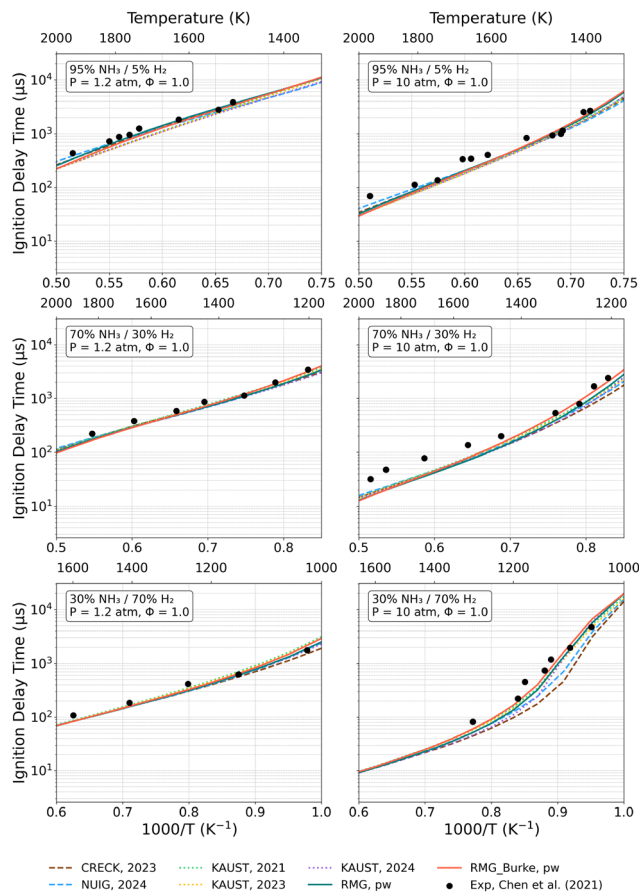 Temperature (K)
Temperature (K)
2000 1800 1600 1400
2000 1800 1600 1400
95% NH₃ / 5% H₂
P = 1.2 atm, Φ = 1.0
95% NH₃ / 5% H₂
P = 10 atm, Φ = 1.0
Ignition Delay Time (μs)
10⁴
10³
10²
10¹
0.50 0.55 0.60 0.65 0.70 0.75
0.50 0.55 0.60 0.65 0.70 0.75
2000 1800 1600 1400 1200
2000 1800 1600 1400 1200
70% NH₃ / 30% H₂
P = 1.2 atm, Φ = 1.0
70% NH₃ / 30% H₂
P = 10 atm, Φ = 1.0
Ignition Delay Time (μs)
10⁴
10³
10²
10¹
0.5 0.6 0.7 0.8
0.5 0.6 0.7 0.8
1600 1400 1200 1000
1600 1400 1200 1000
30% NH₃ / 70% H₂
P = 1.2 atm, Φ = 1.0
30% NH₃ / 70% H₂
P = 10 atm, Φ = 1.0
Ignition Delay Time (μs)
10⁴
10³
10²
10¹
0.6 0.7 0.8 0.9 1.0
0.6 0.7 0.8 0.9 1.0
1000/T (K⁻¹)
1000/T (K⁻¹)
CRECK, 2023 KAUST, 2021 KAUST, 2024 RMG_Burke, pw
NUIG, 2024 KAUST, 2023 RMG, pw Exp, Chen et al. (2021)